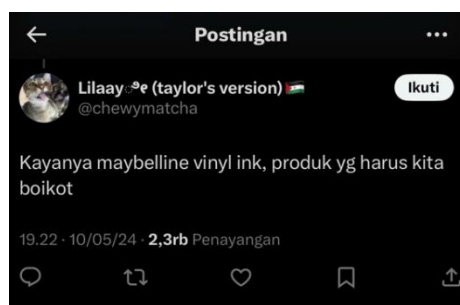 Postingan
Lilaay (taylor's version)
Ikuti
@chewymatcha
Kayanya maybelline vinyl ink, produk yg harus kita
boikot
19.22 · 10/05/24 · 2,3rb Penayangan